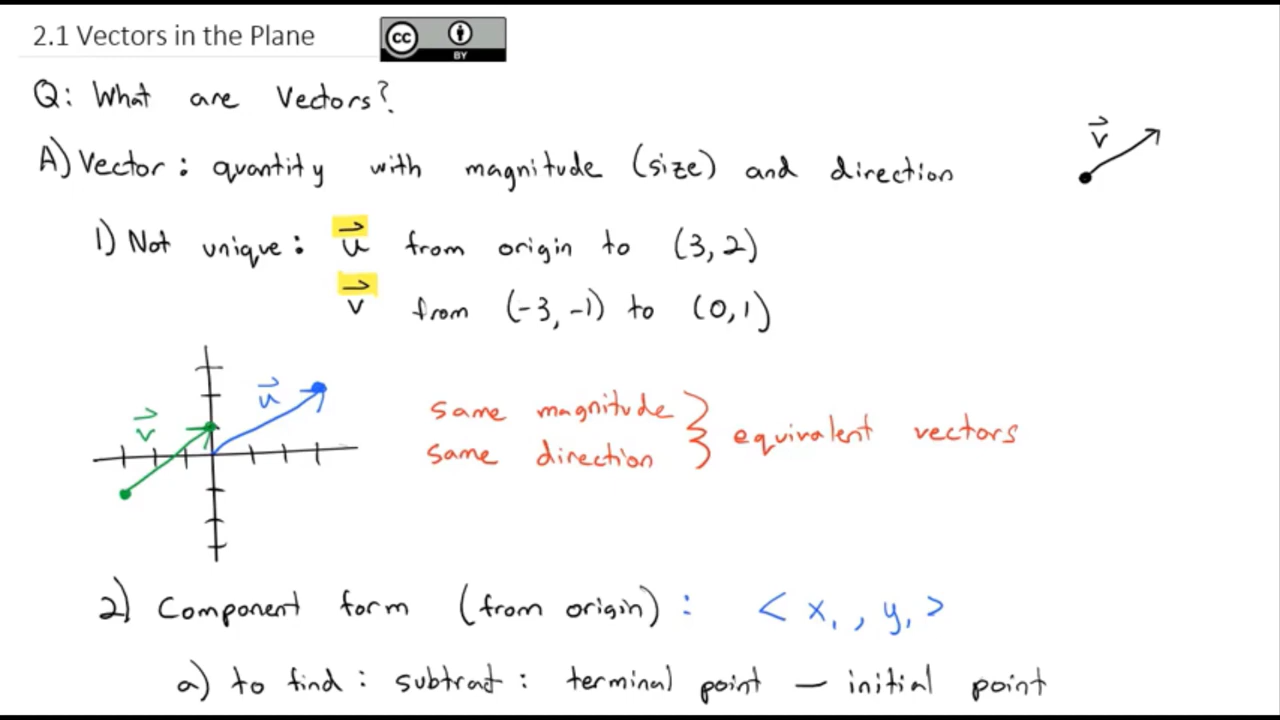 2.1 Vectors in the Plane
cc BY
Q: What are Vectors?
A) Vector: quantity with magnitude (size) and direction
v⃗
1) Not unique: u⃗ from origin to (3, 2)
v⃗ from (-3, -1) to (0, 1)
v⃗ u⃗
same magnitude
same direction } equivalent vectors
2) Component form (from origin): < x₁, y₁ >
a) to find: subtract: terminal point — initial point